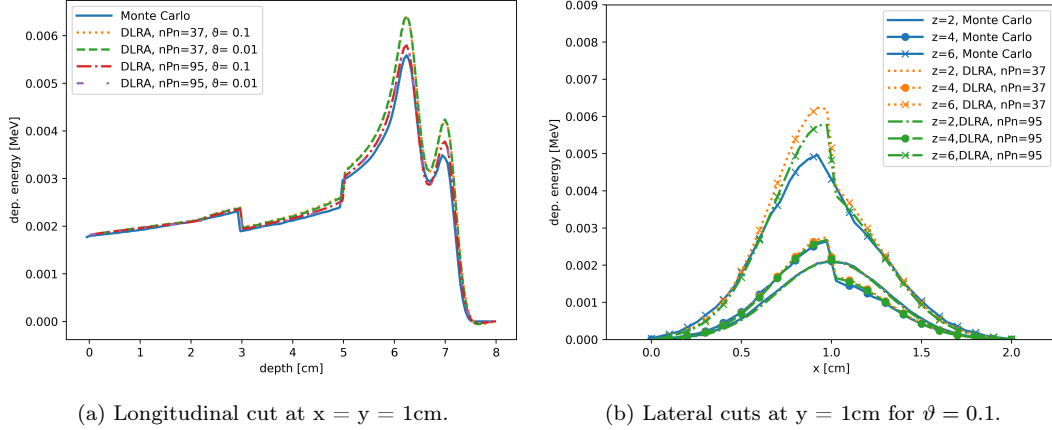 0.006
0.005
0.004
0.003
0.002
0.001
0.000
dep. energy [MeV]
Monte Carlo
DLRA, nPn=37, ϑ= 0.1
DLRA, nPn=37, ϑ= 0.01
DLRA, nPn=95, ϑ= 0.1
DLRA, nPn=95, ϑ= 0.01
0 1 2 3 4 5 6 7 8
depth [cm]
(a) Longitudinal cut at x = y = 1cm.
0.009
0.008
0.007
0.006
0.005
0.004
0.003
0.002
0.001
0.000
dep. energy [MeV]
z=2, Monte Carlo
z=4, Monte Carlo
z=6, Monte Carlo
z=2, DLRA, nPn=37
z=4, DLRA, nPn=37
z=6, DLRA, nPn=37
z=2,DLRA, nPn=95
z=4,DLRA, nPn=95
z=6,DLRA, nPn=95
0.0 0.5 1.0 1.5 2.0
x [cm]
(b) Lateral cuts at y = 1cm for ϑ = 0.1.